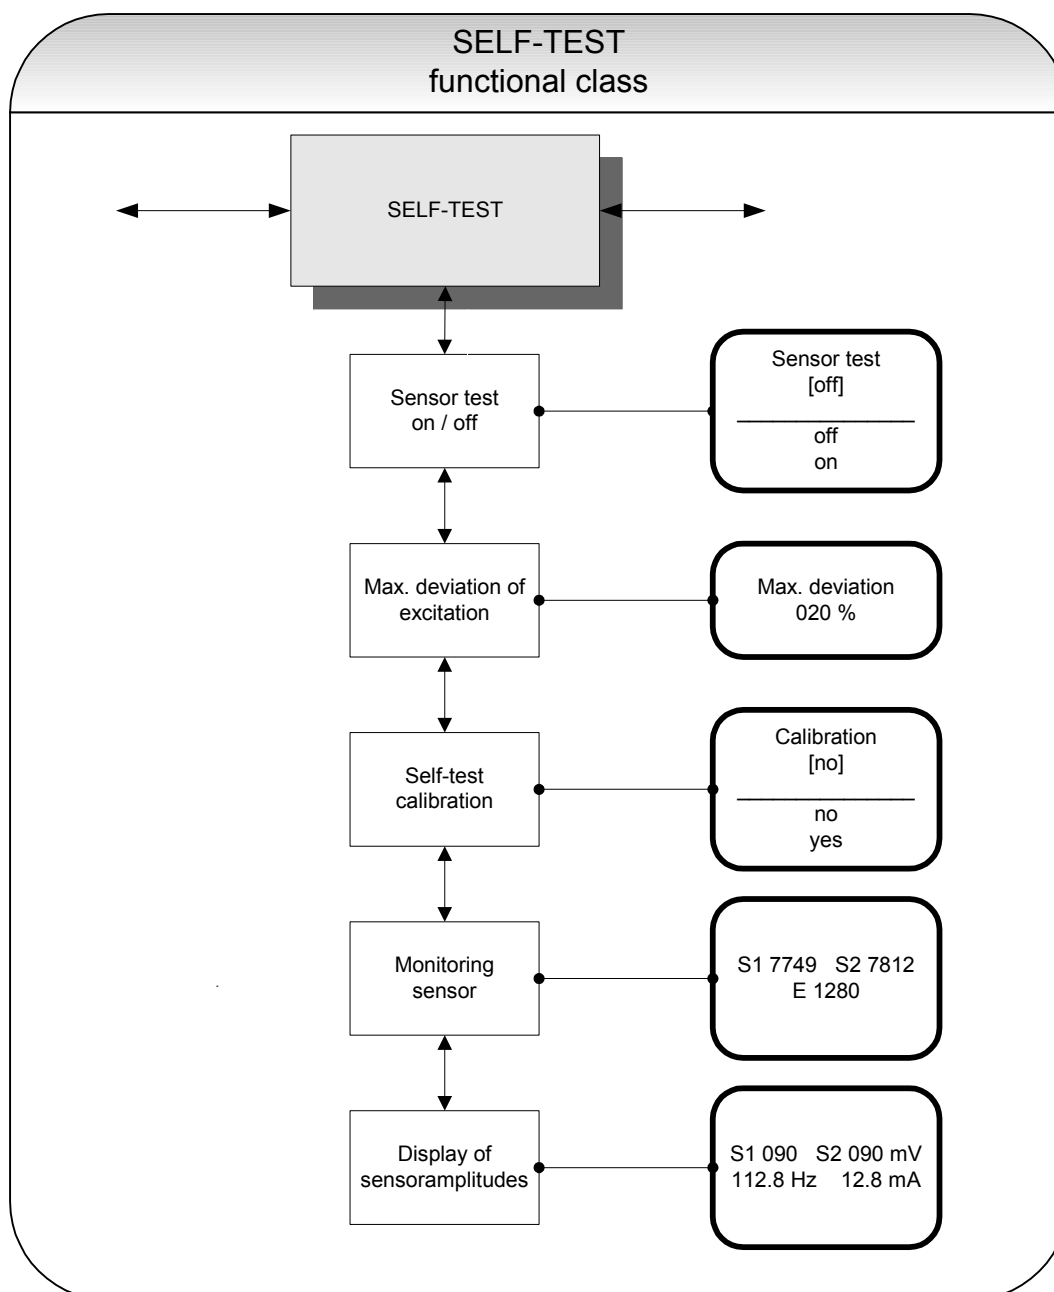 SELF-TEST
functional class
SELF-TEST
Sensor test
on / off
Sensor test
[off]
off
on
Max. deviation of
excitation
Max. deviation
020 %
Self-test
calibration
Calibration
[no]
no
yes
Monitoring
sensor
S1 7749 S2 7812
E 1280
Display of
sensoramplitudes
S1 090 S2 090 mV
112.8 Hz 12.8 mA